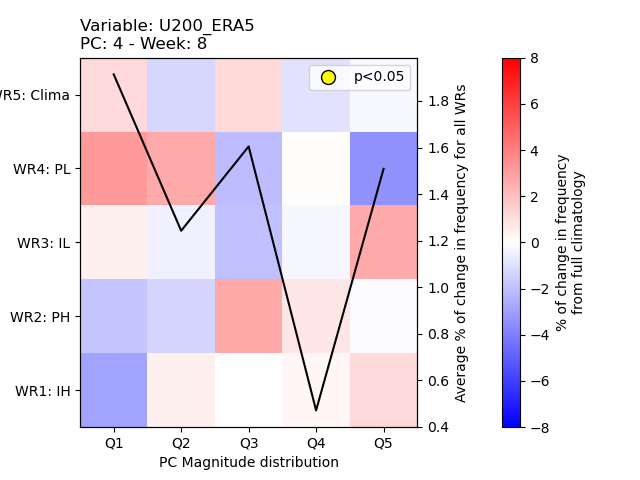 Variable: U200_ERA5
PC: 4 - Week: 8
p<0.05
WR5: Clima
WR4: PL
WR3: IL
WR2: PH
WR1: IH
Q1 Q2 Q3 Q4 Q5
PC Magnitude distribution
1.8
1.6
1.4
1.2
1.0
0.8
0.6
0.4
Average % of change in frequency for all WRs
8
6
4
2
0
−2
−4
−6
−8
% of change in frequency
from full climatology